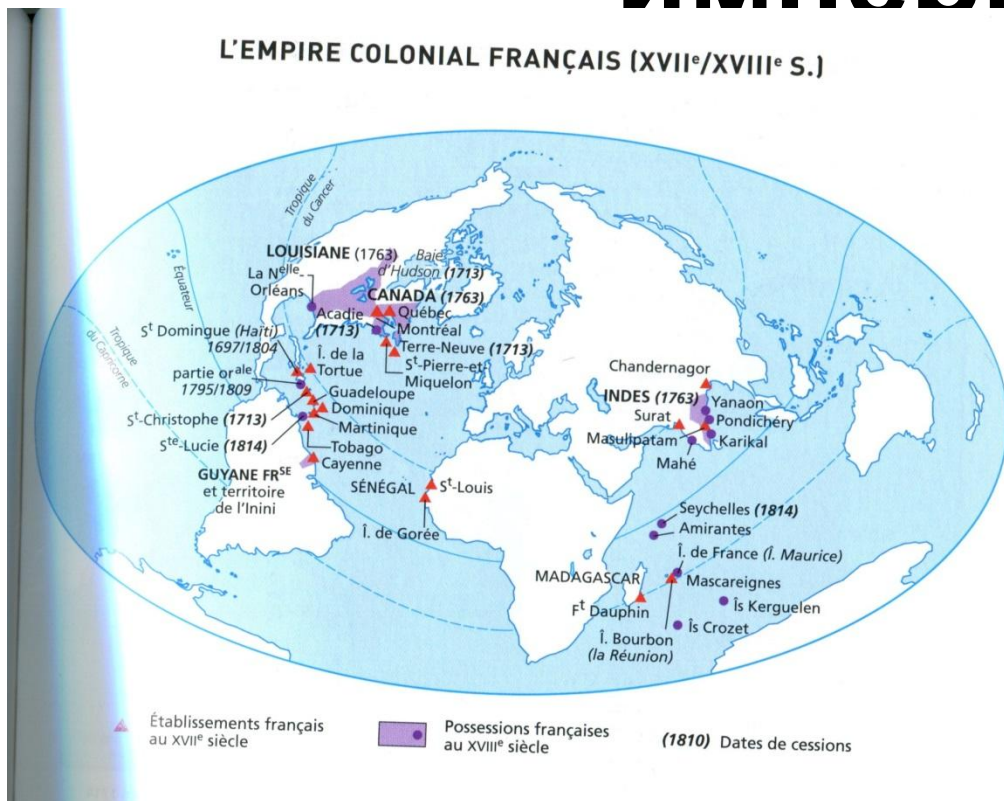 L'EMPIRE COLONIAL FRANÇAIS (XVIIe/XVIIIe S.)
Tropique
du Cancer
Équateur
Tropique
du Capricorne
LOUISIANE (1763)
Baie
d'Hudson (1713)
La Nelle-
Orléans
CANADA (1763)
Québec
Acadie
(1713)
Montréal
Terre-Neuve (1713)
St-Pierre-et-
Miquelon
St Domingue (Haïti)
1697/1804
Î. de la
Tortue
partie orale
1795/1809
Guadeloupe
Dominique
St-Christophe (1713)
Martinique
Ste-Lucie (1814)
Tobago
Cayenne
GUYANE FRSE
et territoire
de l'Inini
SÉNÉGAL
St-Louis
Î. de Gorée
Chandernagor
INDES (1763)
Yanaon
Surat
Pondichéry
Masulipatam
Karikal
Mahé
Seychelles (1814)
Amirantes
Î. de France (Î. Maurice)
MADAGASCAR
Mascareignes
Ft Dauphin
Îs Kerguelen
Îs Crozet
Î. Bourbon
(la Réunion)
Établissements français
au XVIIe siècle
Possessions françaises
au XVIIIe siècle
(1810) Dates de cessions